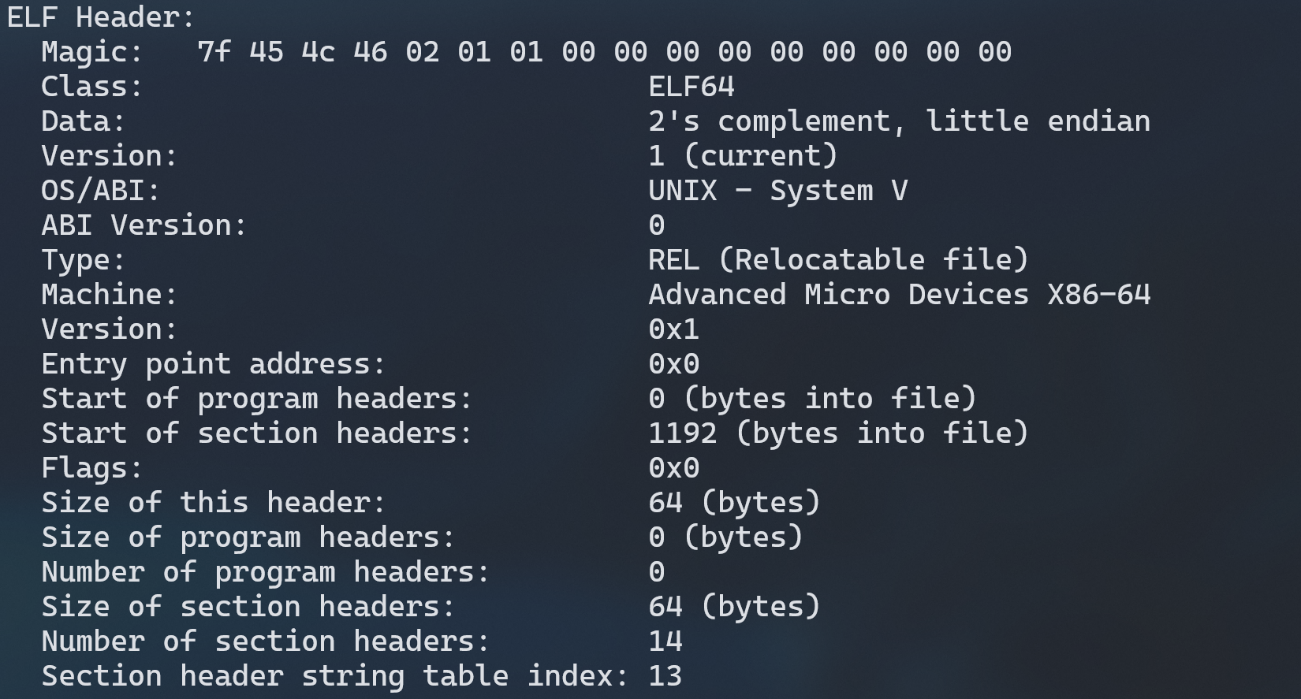 ELF Header:
  Magic:   7f 45 4c 46 02 01 01 00 00 00 00 00 00 00 00 00
  Class:                             ELF64
  Data:                              2's complement, little endian
  Version:                           1 (current)
  OS/ABI:                            UNIX - System V
  ABI Version:                       0
  Type:                              REL (Relocatable file)
  Machine:                           Advanced Micro Devices X86-64
  Version:                           0x1
  Entry point address:               0x0
  Start of program headers:          0 (bytes into file)
  Start of section headers:          1192 (bytes into file)
  Flags:                             0x0
  Size of this header:               64 (bytes)
  Size of program headers:           0 (bytes)
  Number of program headers:         0
  Size of section headers:           64 (bytes)
  Number of section headers:         14
  Section header string table index: 13